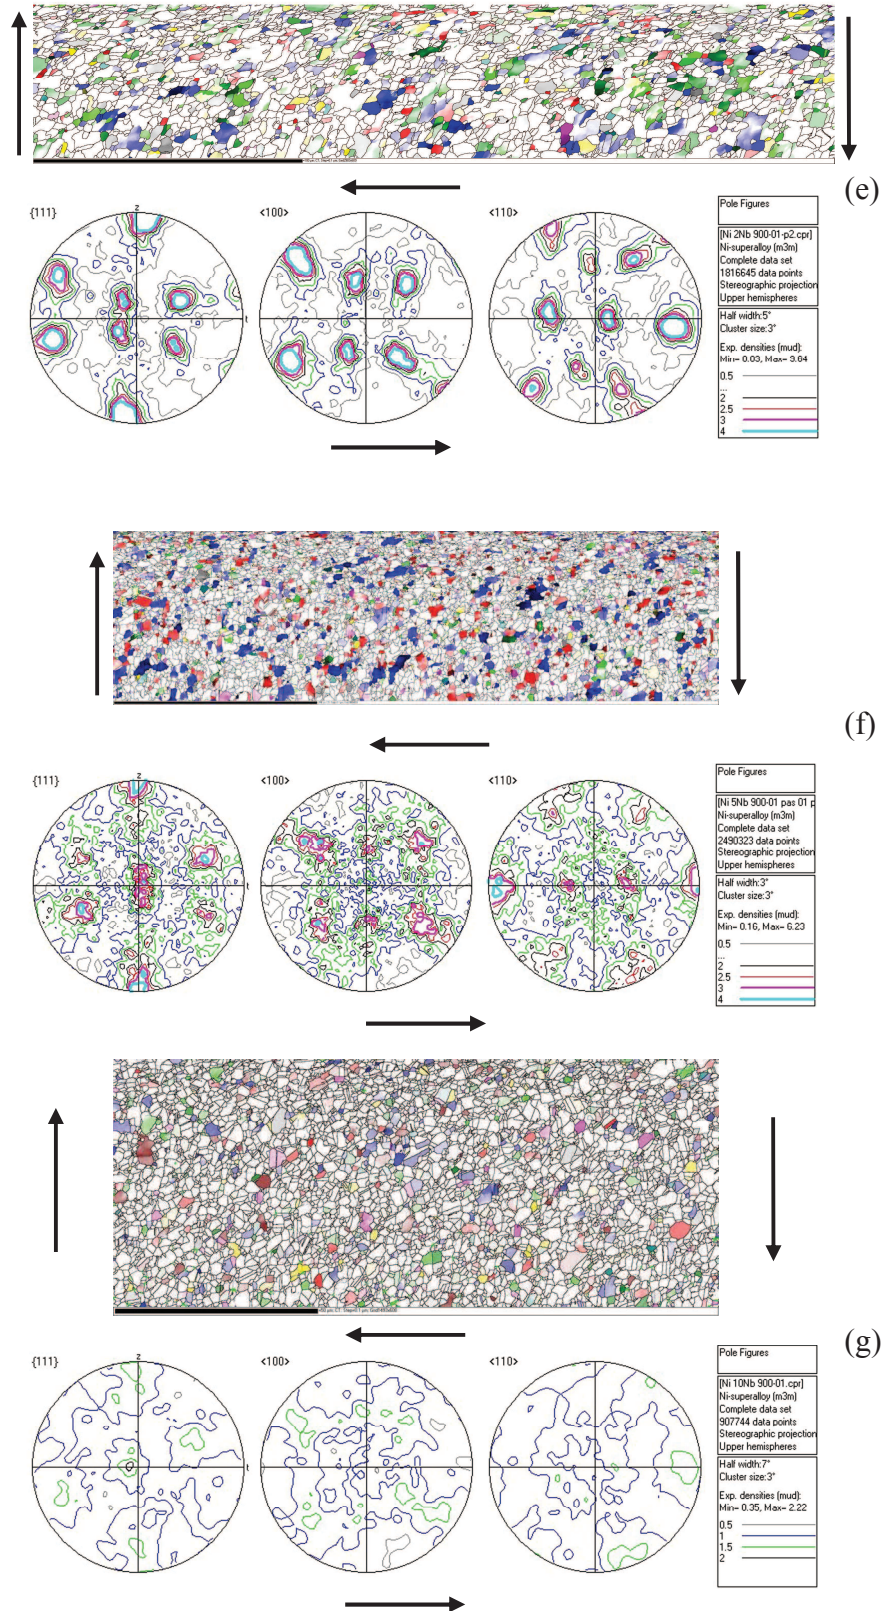 (e)
{111}
z
t
<100>
<110>
Pole Figures
[Ni 2Nb 900-01-p2.cpr]
Ni-superalloy (m3m)
Complete data set
1816645 data points
Stereographic projection
Upper hemispheres
Half width:5°
Cluster size:3°
Exp. densities (mud):
0.5
...
2
2.5
3
4
(f)
{111}
z
t
<100>
<110>
Pole Figures
[Ni 5Nb 900-01 pas 01 p
Ni-superalloy (m3m)
Complete data set
2490323 data points
Stereographic projection
Upper hemispheres
Half width:3°
Cluster size:3°
Exp. densities (mud):
Min= 0.16, Max= 6.23
0.5
...
2
2.5
3
4
(g)
{111}
z
t
<100>
<110>
Pole Figures
[Ni 10Nb 900-01.cpr]
Ni-superalloy (m3m)
Complete data set
907744 data points
Stereographic projection
Upper hemispheres
Half width:7°
Cluster size:3°
Exp. densities (mud):
Min= 0.35, Max= 2.22
0.5
1
1.5
2